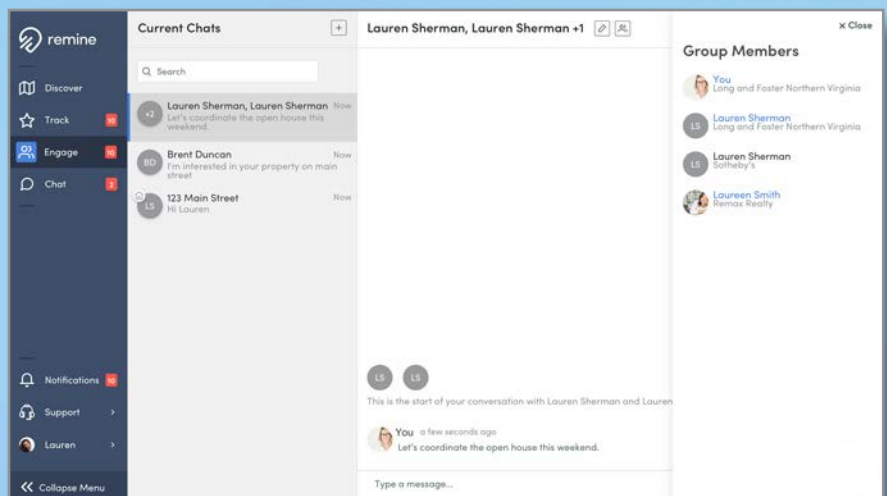 remine
Discover
Track 10
Engage 10
Chat 2
Notifications 10
Support
Lauren
Collapse Menu
Current Chats
Search
+2
Lauren Sherman, Lauren Sherman Now
Let's coordinate the open house this
weekend.
BD
Brent Duncan Now
I'm interested in your property on main
street
LS
123 Main Street Now
Hi Lauren
Lauren Sherman, Lauren Sherman +1
LS LS
This is the start of your conversation with Lauren Sherman and Lauren
You a few seconds ago
Let's coordinate the open house this weekend.
Type a message...
× Close
Group Members
You
Long and Foster Northern Virginia
LS
Lauren Sherman
Long and Foster Northern Virginia
LS
Lauren Sherman
Sotheby's
Laureen Smith
Remax Realty